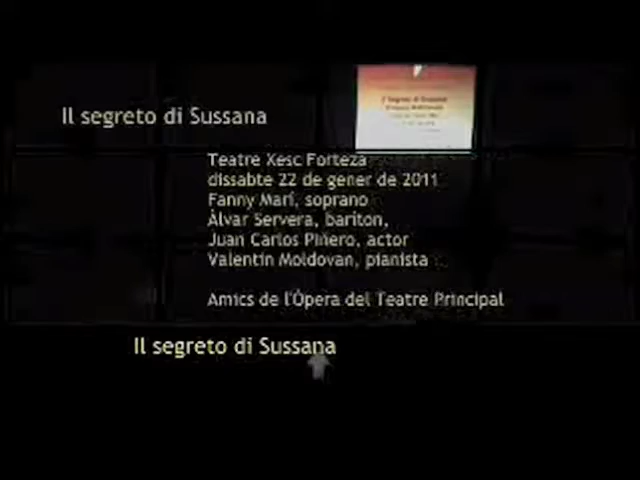 Il segreto di Sussana
Teatre Xesc Forteza
dissabte 22 de gener de 2011
Fanny Marí, soprano
Àlvar Servera, bariton,
Juan Carlos Piñero, actor
Valentin Moldovan, pianista
Amics de l'Òpera del Teatre Principal
Il segreto di Sussana